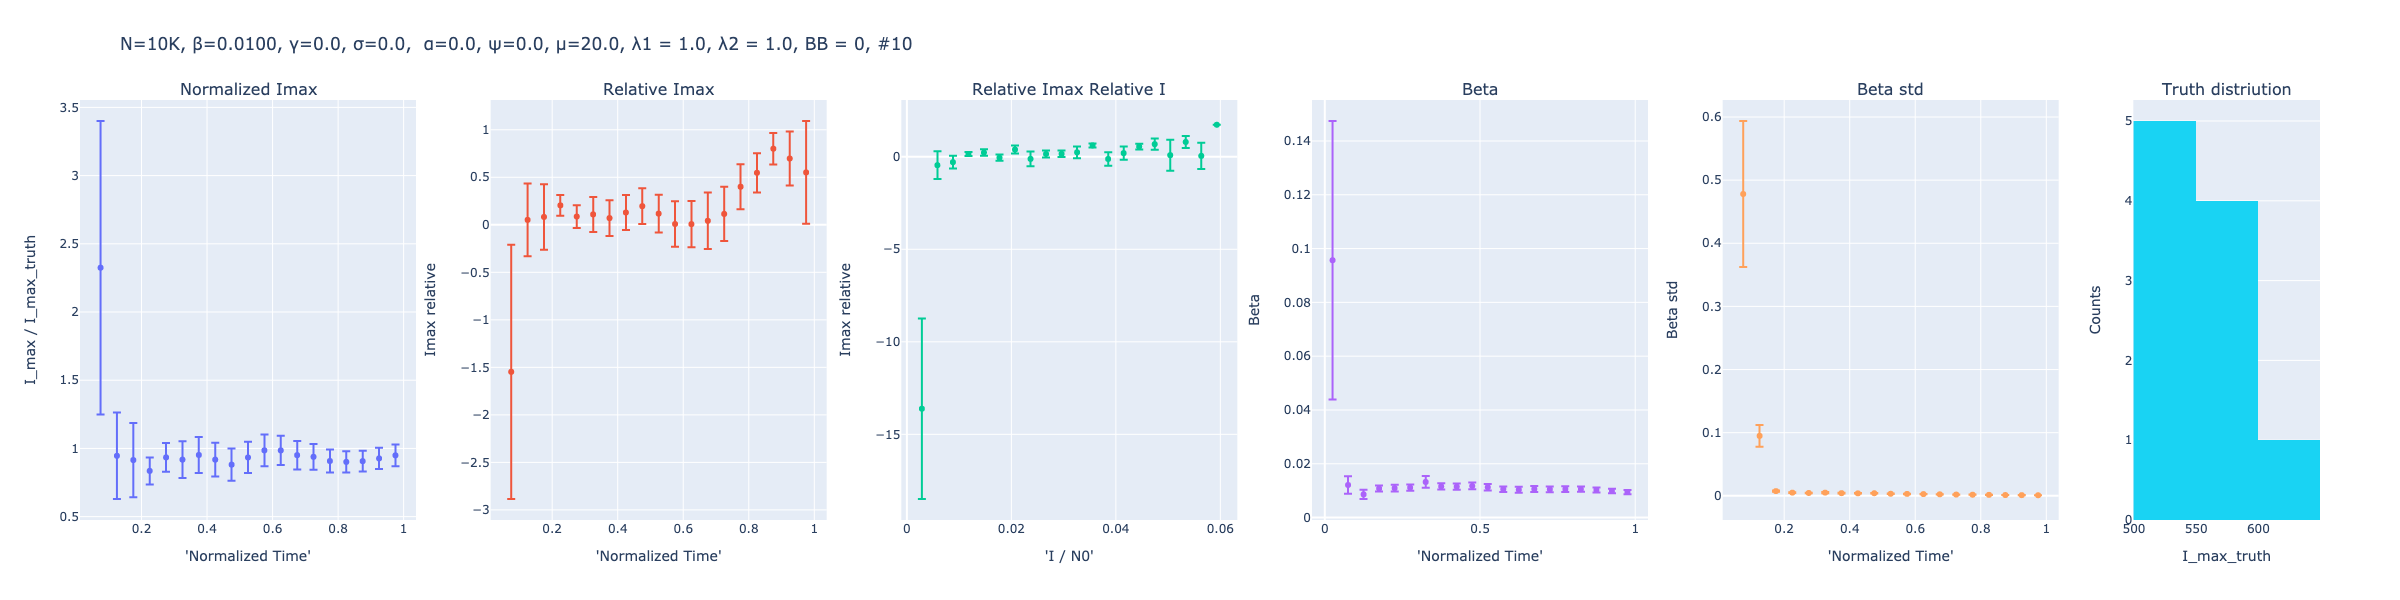 N=10K, β=0.0100, γ=0.0, σ=0.0,  α=0.0, ψ=0.0, μ=20.0, λ1 = 1.0, λ2 = 1.0, BB = 0, #10
Normalized Imax
3.5
3
2.5
2
1.5
1
0.5
I_max / I_max_truth
0.2 0.4 0.6 0.8 1
'Normalized Time'
Relative Imax
1
0.5
0
−0.5
−1
−1.5
−2
−2.5
−3
Imax relative
0.2 0.4 0.6 0.8 1
'Normalized Time'
Relative Imax Relative I
0
−5
−10
−15
Imax relative
0 0.02 0.04 0.06
'I / N0'
Beta
0.14
0.12
0.1
0.08
0.06
0.04
0.02
0
Beta
0 0.5 1
'Normalized Time'
Beta std
0.6
0.5
0.4
0.3
0.2
0.1
0
Beta std
0.2 0.4 0.6 0.8 1
'Normalized Time'
Truth distriution
5
4
3
2
1
0
Counts
500 550 600
I_max_truth